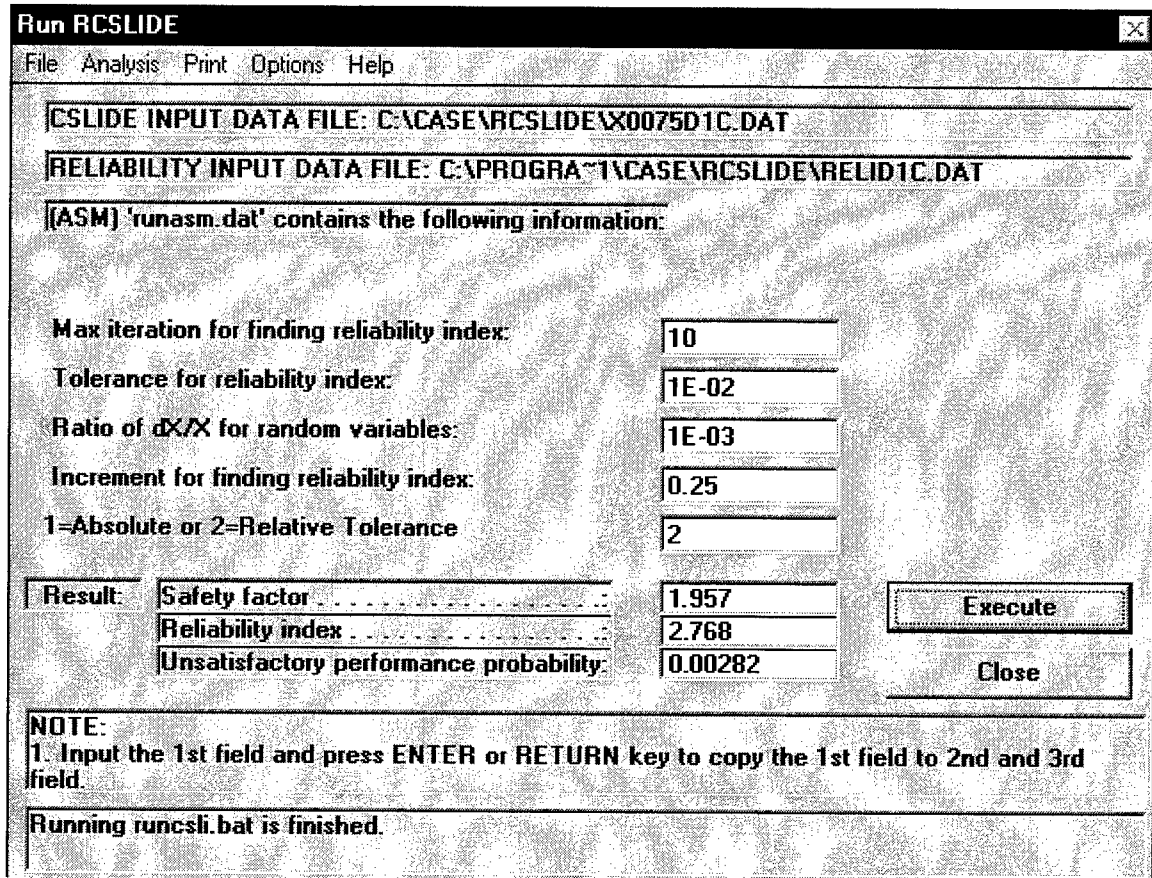 Run RCSLIDE
File Analysis Print Options Help
CSLIDE INPUT DATA FILE: C:\CASE\RCSLIDE\X0075D1C.DAT
RELIABILITY INPUT DATA FILE: C:\PROGRA~1\CASE\RCSLIDE\RELID1C.DAT
(ASM) 'runasm.dat' contains the following information:
Max iteration for finding reliability index: 10
Tolerance for reliability index: 1E-02
Ratio of dX/X for random variables: 1E-03
Increment for finding reliability index: 0.25
1=Absolute or 2=Relative Tolerance 2
Result: Safety factor . . . . . . . . . . . . . . . . . .: 1.957
Reliability index . . . . . . . . . . . . . . . .: 2.768
Unsatisfactory performance probability: 0.00282
Execute
Close
NOTE:
1. Input the 1st field and press ENTER or RETURN key to copy the 1st field to 2nd and 3rd
field.
Running runcsli.bat is finished.